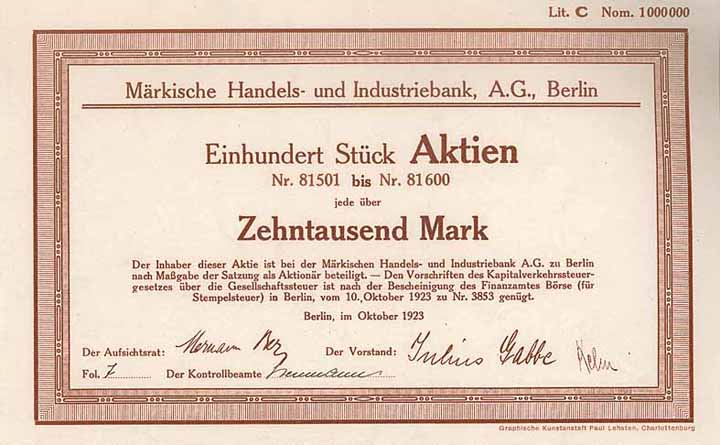 Lit. C Nom. 1000000
Märkische Handels- und Industriebank, A.G., Berlin
Einhundert Stück Aktien
Nr. 81501 bis Nr. 81600
jede über
Zehntausend Mark
Der Inhaber dieser Aktie ist bei der Märkischen Handels- und Industriebank A.G. zu Berlin
nach Maßgabe der Satzung als Aktionär beteiligt. — Den Vorschriften des Kapitalverkehrssteuer-
gesetzes über die Gesellschaftssteuer ist nach der Bescheinigung des Finanzamtes Börse (für
Stempelsteuer) in Berlin, vom 10. Oktober 1923 zu Nr. 3853 genügt.
Berlin, im Oktober 1923
Der Aufsichtsrat: Hermann Der Vorstand: Julius Gabbe
Fol. 7 Der Kontrollbeamte
Graphische Kunstanstalt Paul Lehsten, Charlottenburg